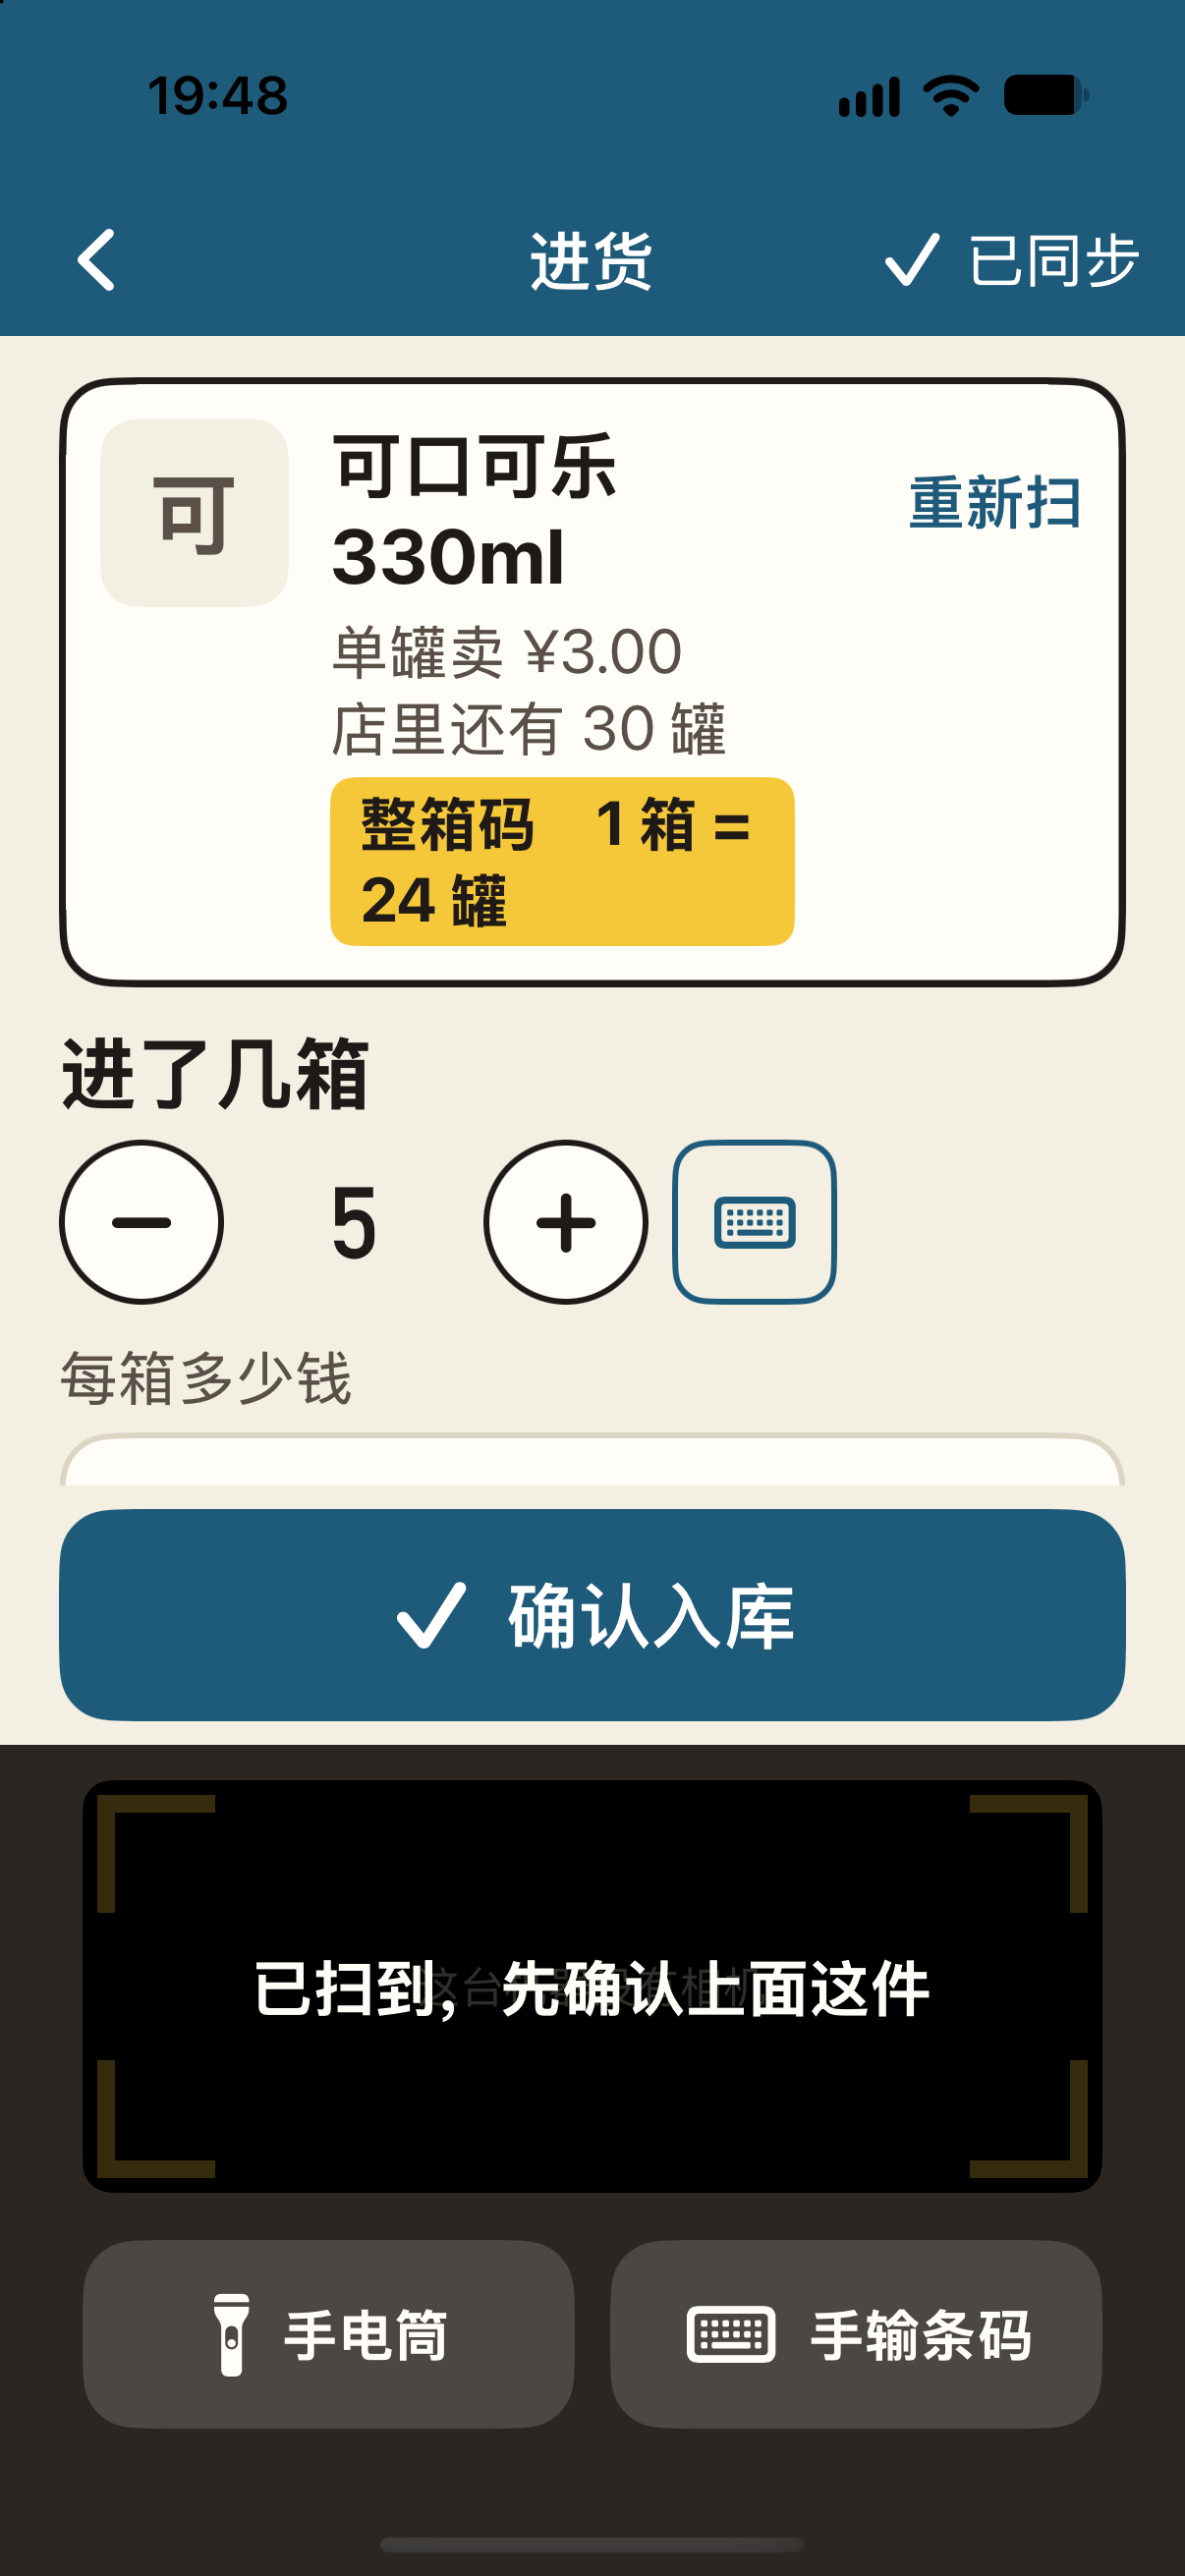 19:48
进货
已同步
可
可口可乐
330ml
重新扫
单罐卖 ¥3.00
店里还有 30 罐
整箱码 1 箱 =
24 罐
进了几箱
5
每箱多少钱
确认入库
已扫到，先确认上面这件
手电筒
手输条码